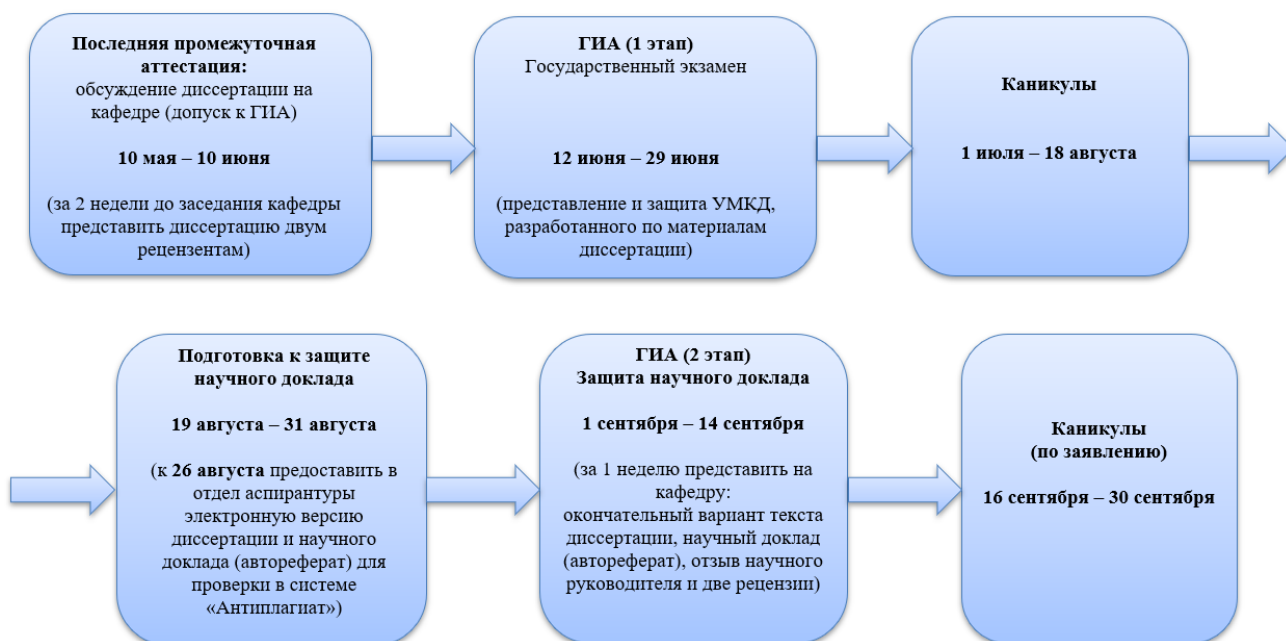 Последняя промежуточная
аттестация:
обсуждение диссертации на
кафедре (допуск к ГИА)
10 мая – 10 июня
(за 2 недели до заседания кафедры
представить диссертацию двум
рецензентам)
ГИА (1 этап)
Государственный экзамен
12 июня – 29 июня
(представление и защита УМКД,
разработанного по материалам
диссертации)
Каникулы
1 июля – 18 августа
Подготовка к защите
научного доклада
19 августа – 31 августа
(к 26 августа предоставить в
отдел аспирантуры
электронную версию
диссертации и научного
доклада (автореферат) для
проверки в системе
«Антиплагиат»)
ГИА (2 этап)
Защита научного доклада
1 сентября – 14 сентября
(за 1 неделю представить на
кафедру:
окончательный вариант текста
диссертации, научный доклад
(автореферат), отзыв научного
руководителя и две рецензии)
Каникулы
(по заявлению)
16 сентября – 30 сентября